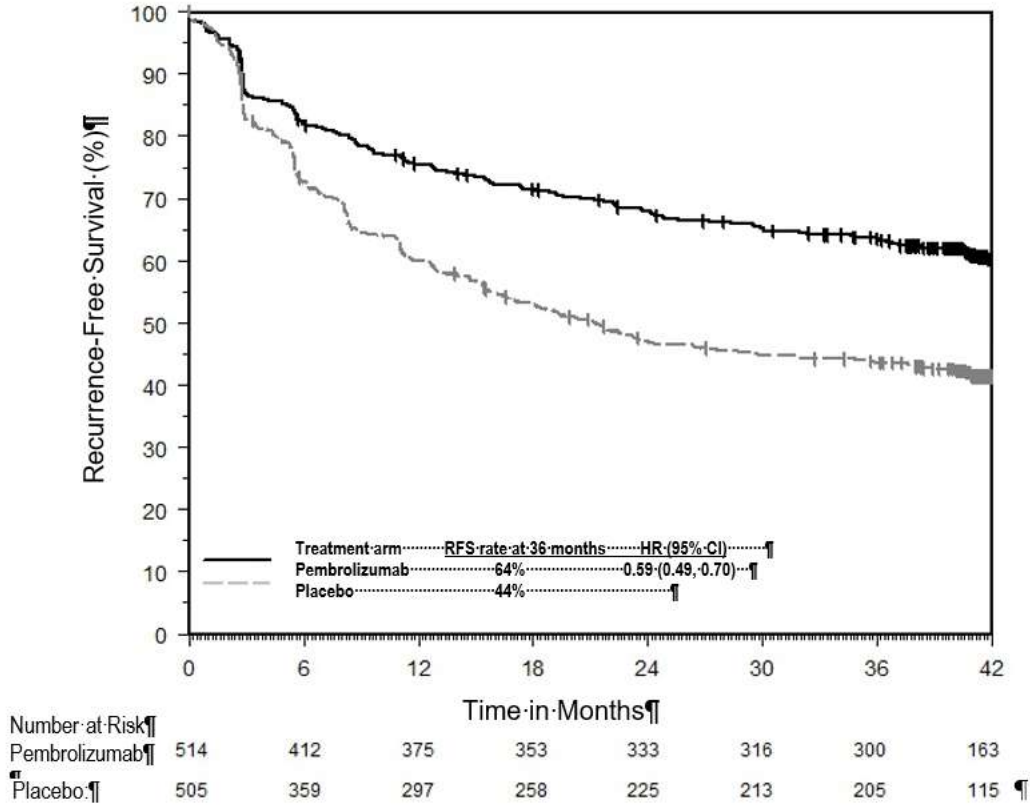 100
90
80
70
60
50
40
30
20
10
0
Recurrence-Free·Survival·(%)¶
Treatment·arm········RFS·rate·at·36·months·······HR·(95%·CI)······¶
Pembrolizumab 64%·····················0.59·(0.49,·0.70)···¶
Placebo·······························44%································¶
0 6 12 18 24 30 36 42
Time·in·Months¶
Number·at·Risk¶
Pembrolizumab¶ 514 412 375 353 333 316 300 163
¶
Placebo:¶ 505 359 297 258 225 213 205 115 ¶